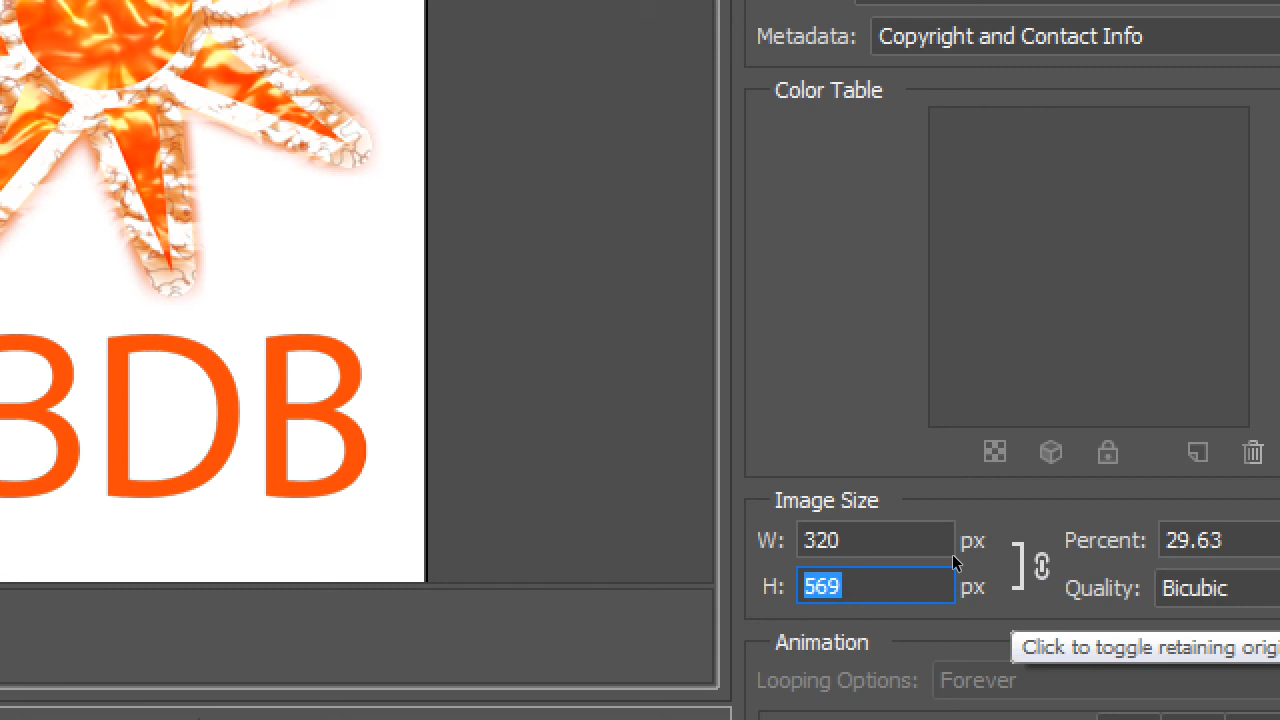 Metadata: Copyright and Contact Info
Color Table
BDB
Image Size
W: 320 px Percent: 29.63
H: 569 px Quality: Bicubic
Animation
Click to toggle retaining origi
Looping Options: Forever